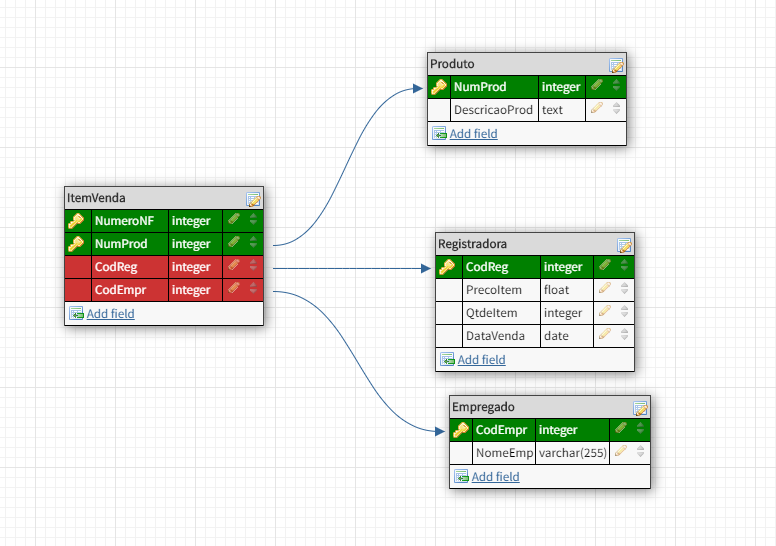 Produto
NumProd integer
DescricaoProd text
Add field
ItemVenda
NumeroNF integer
NumProd integer
CodReg integer
CodEmpr integer
Add field
Registradora
CodReg integer
PrecoItem float
QtdeItem integer
DataVenda date
Add field
Empregado
CodEmpr integer
NomeEmp varchar(255)
Add field